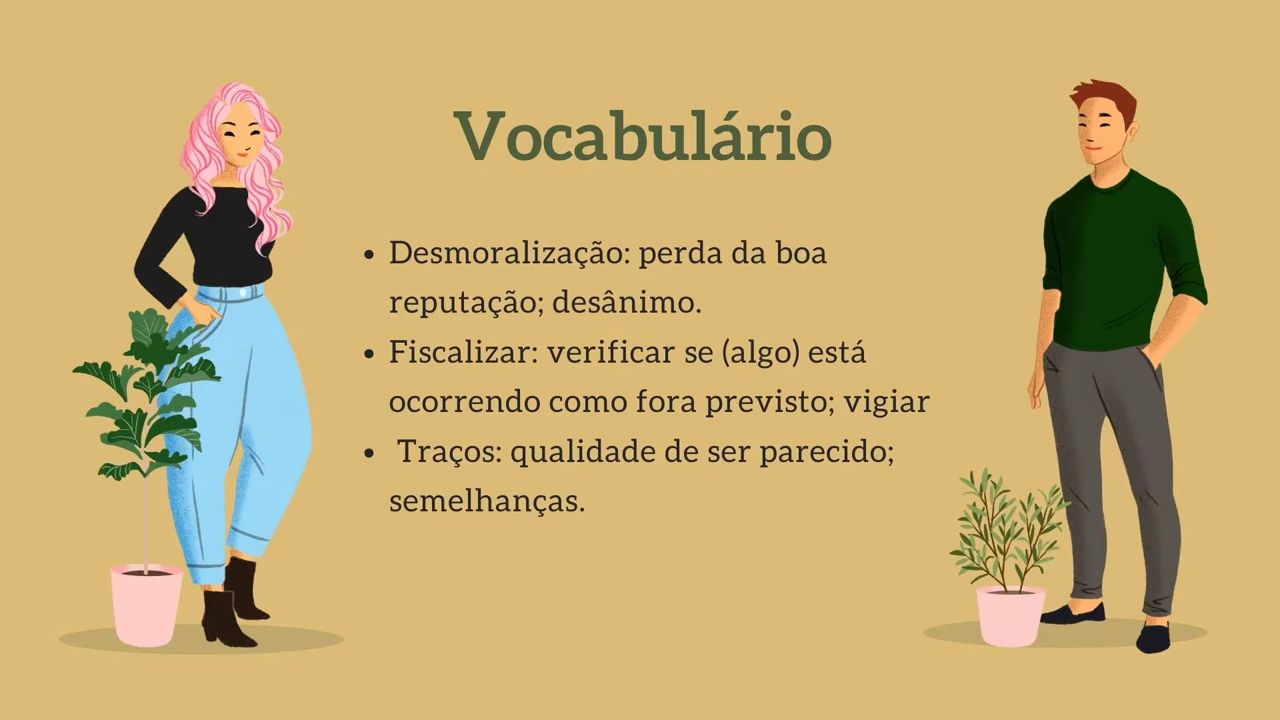 Vocabulário
• Desmoralização: perda da boa
reputação; desânimo.
• Fiscalizar: verificar se (algo) está
ocorrendo como fora previsto; vigiar
• Traços: qualidade de ser parecido;
semelhanças.